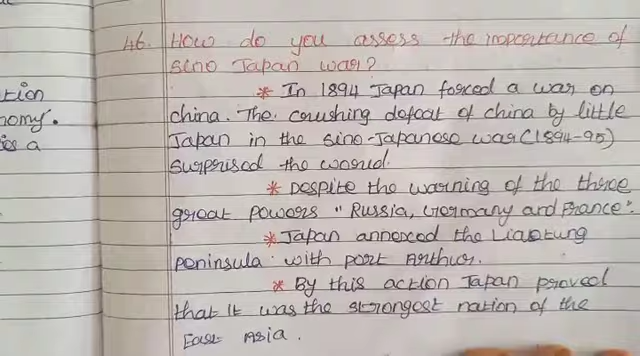 46. How do you assess the importance of
sino Japan war?
* In 1894 Japan forced a war on
china. The crushing defeat of china by little
Japan in the sino-Japanese war (1894-95)
surprised the world.
* Despite the warning of the three
great powers "Russia, Germany and France".
* Japan annexed the Liaotung
peninsula with port Arthur.
* By this action Japan proved
that it was the strongest nation of the
East Asia.
tion
nomy.
is a